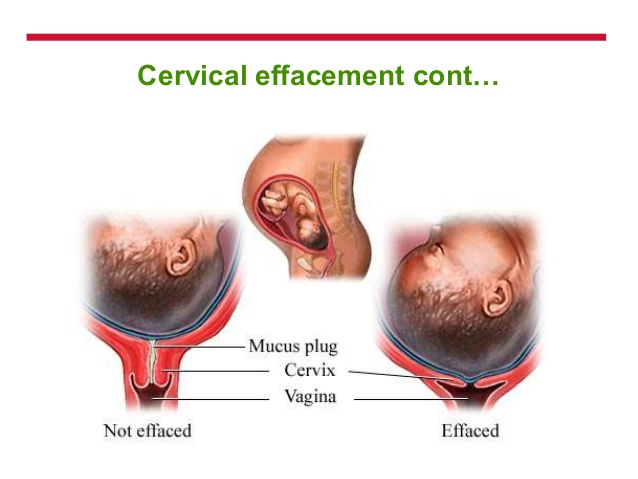 Cervical effacement cont…
Mucus plug
Cervix
Vagina
Not effaced
Effaced